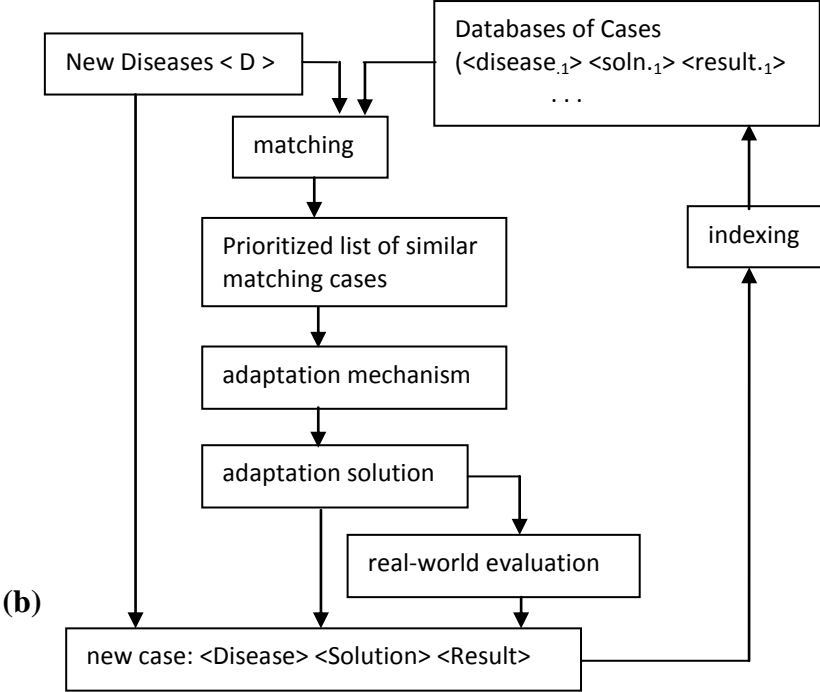 New Diseases < D >
Databases of Cases
(<disease.1> <soln.1> <result.1>
. . .
matching
Prioritized list of similar
matching cases
indexing
adaptation mechanism
adaptation solution
real-world evaluation
(b)
new case: <Disease> <Solution> <Result>